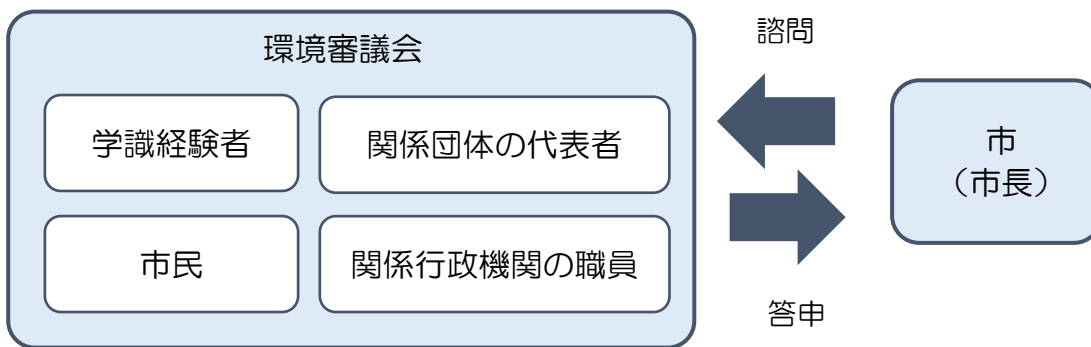 環境審議会
学識経験者
関係団体の代表者
市民
関係行政機関の職員
諮問
答申
市
（市長）